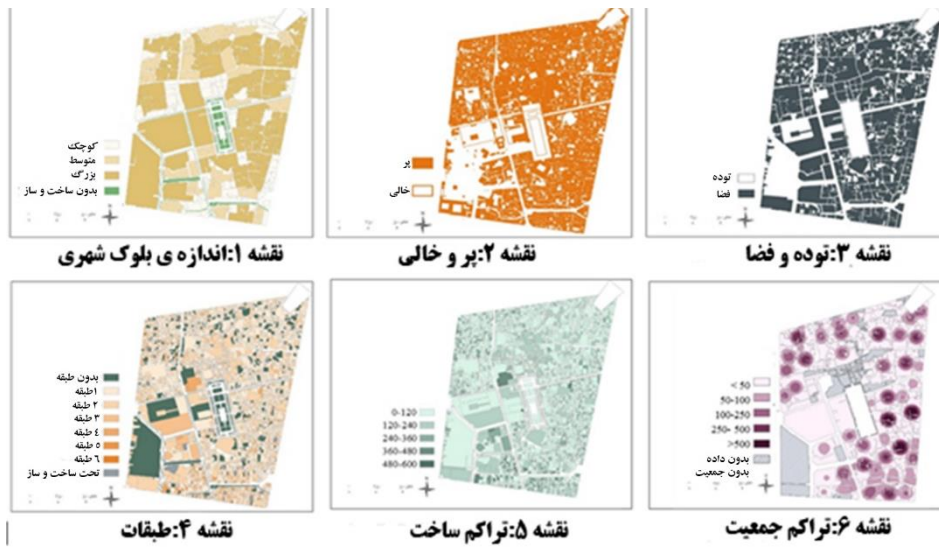 کوچک
متوسط
بزرگ
بدون ساخت و ساز
نقشه ۱:اندازه ی بلوک شهری
پر
خالی
نقشه ۲:پر و خالی
توده
فضا
نقشه ۳:توده و فضا
بدون طبقه
۱طبقه
۲ طبقه
۳ طبقه
٤ طبقه
٥ طبقه
٦ طبقه
تحت ساخت و ساز
نقشه ۴:طبقات
0-120
120-240
240-360
360-480
480-600
نقشه ۵:تراکم ساخت
< 50
50-100
100-250
250- 500
>500
بدون داده
بدون جمعیت
نقشه ۶:تراکم جمعیت